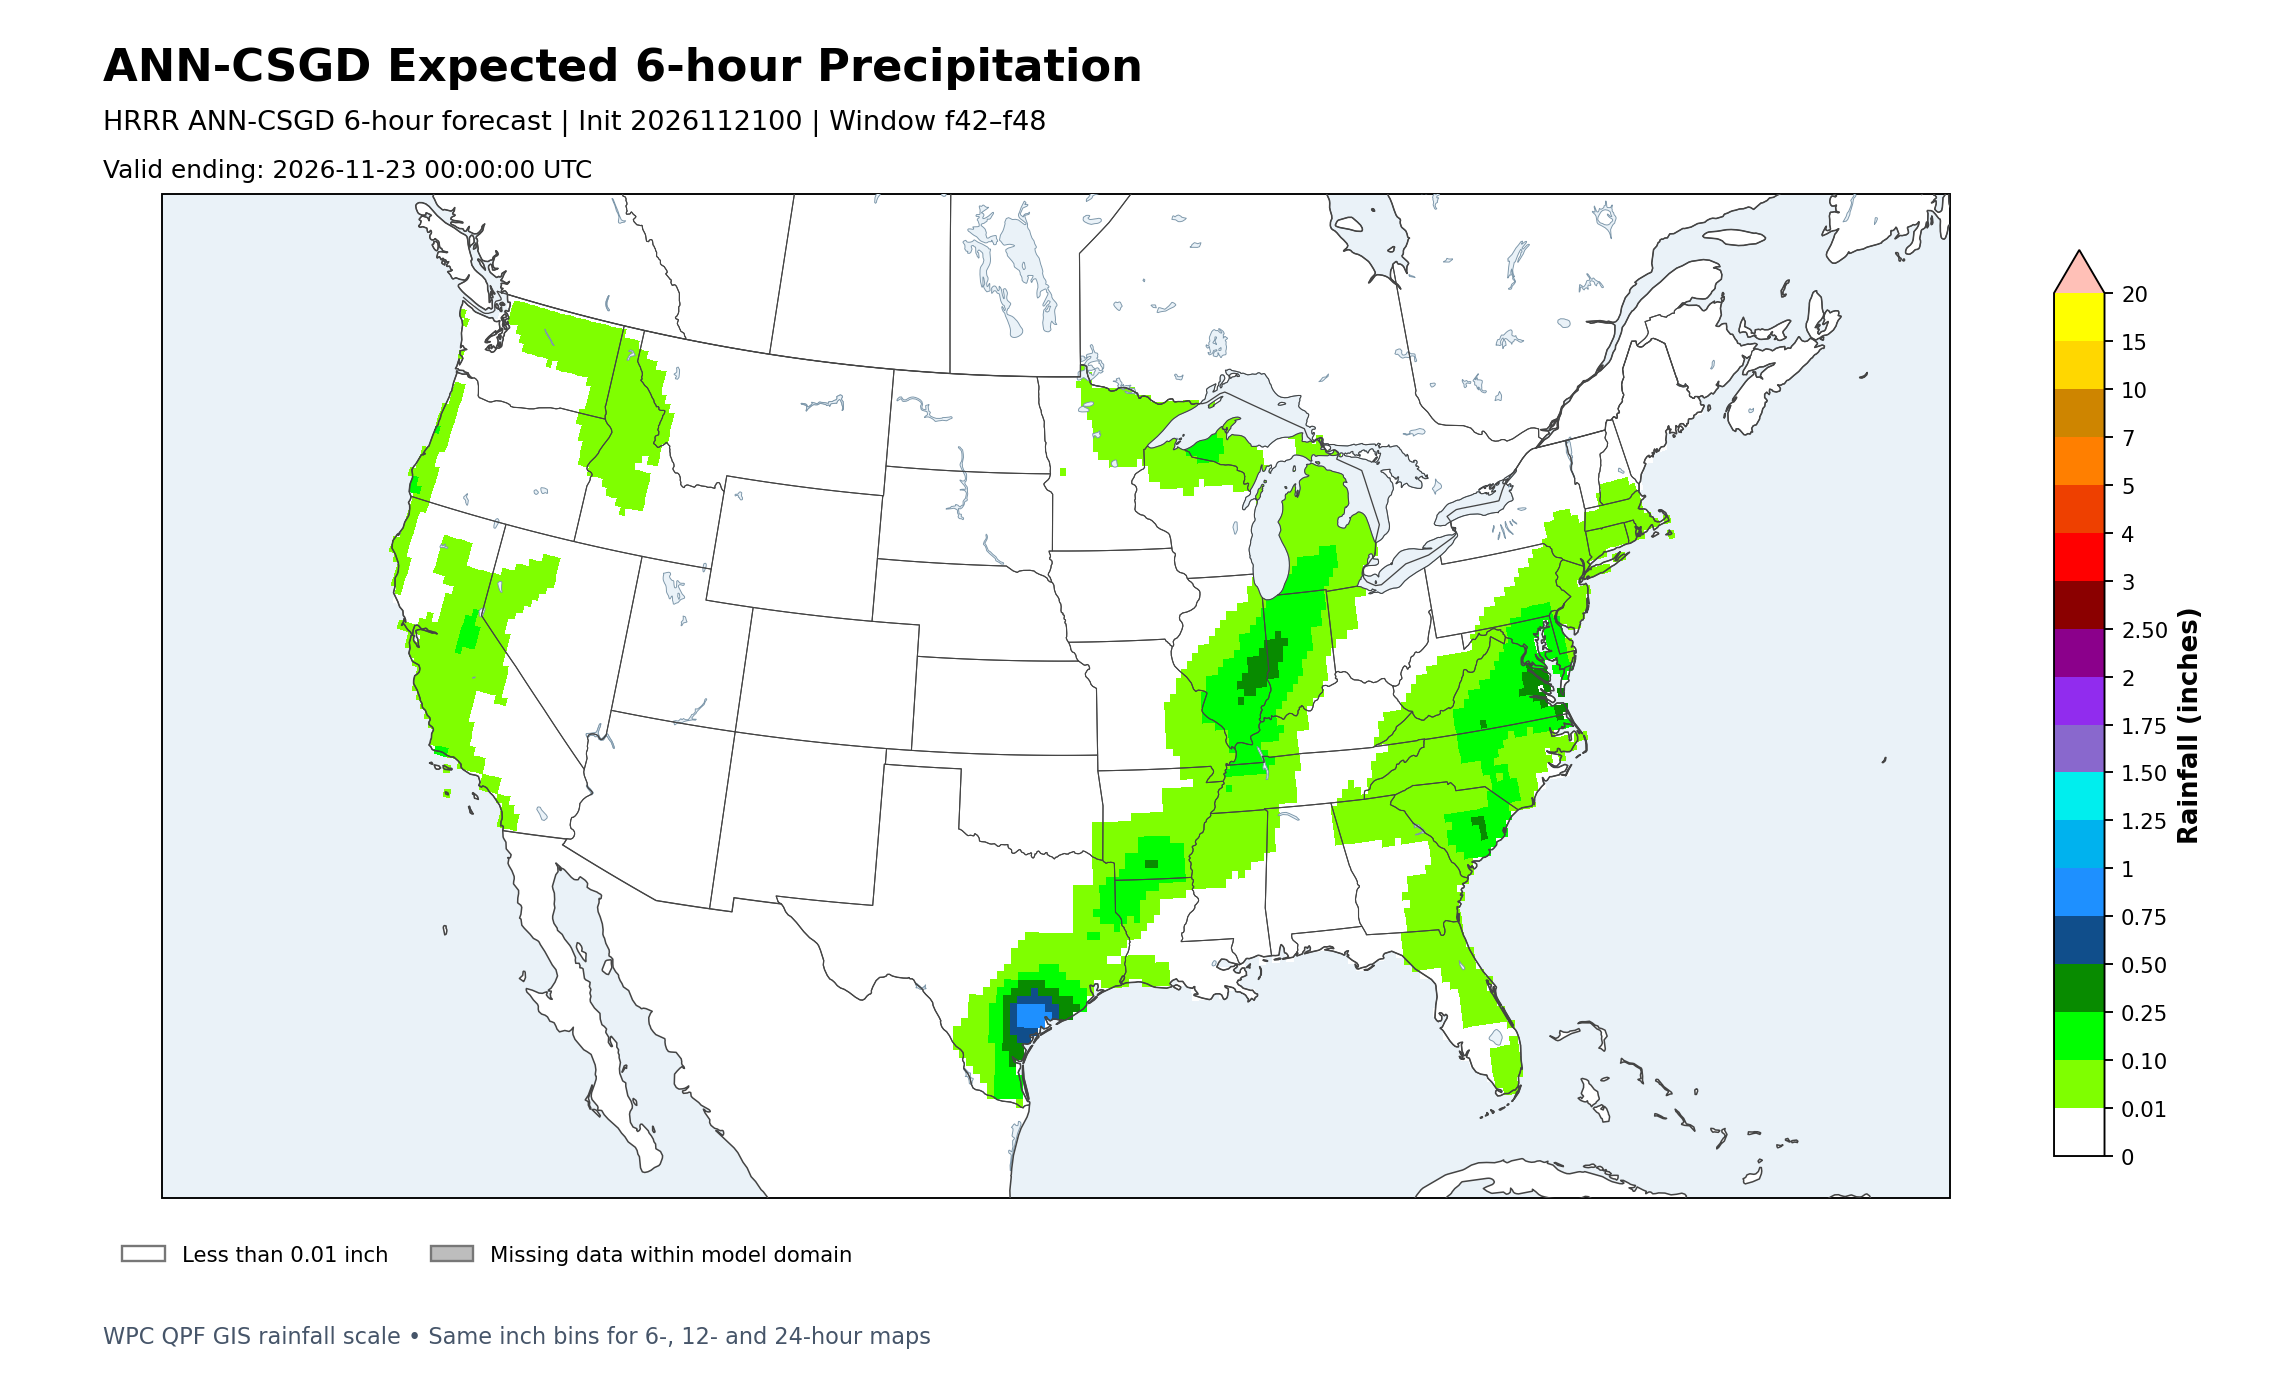 ANN-CSGD Expected 6-hour Precipitation
HRRR ANN-CSGD 6-hour forecast | Init 2026112100 | Window f42–f48
Valid ending: 2026-11-23 00:00:00 UTC
20
15
10
7
5
4
3
2.50
2
1.75
1.50
1.25
1
0.75
0.50
0.25
0.10
0.01
0
Rainfall (inches)
Less than 0.01 inch
Missing data within model domain
WPC QPF GIS rainfall scale • Same inch bins for 6-, 12- and 24-hour maps